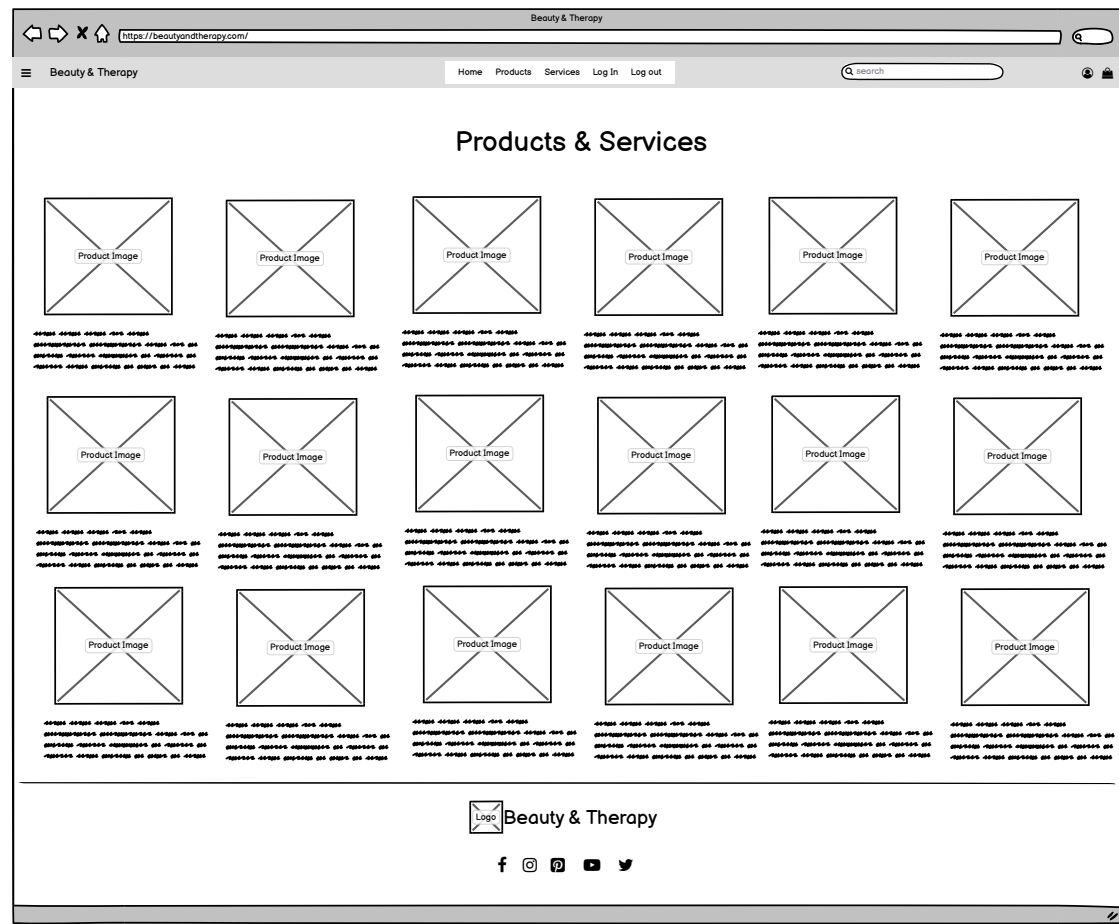 Beauty & Therapy
https://beautyandtherapy.com/
Beauty & Therapy Home Products Services Log In Log out search
Products & Services
Product Image Product Image Product Image Product Image Product Image Product Image
Product Image Product Image Product Image Product Image Product Image Product Image
Product Image Product Image Product Image Product Image Product Image Product Image
Logo Beauty & Therapy